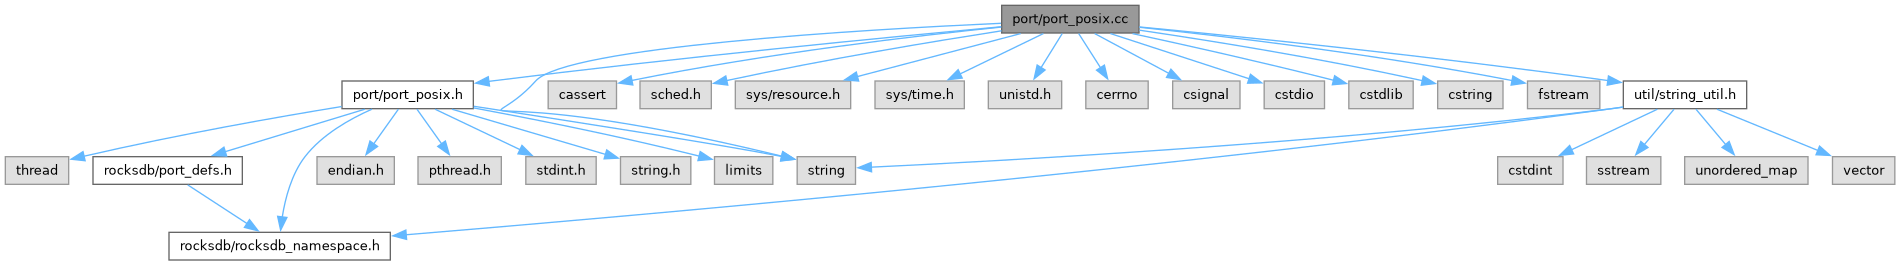 port/port_posix.cc
port/port_posix.h
cassert
sched.h
sys/resource.h
sys/time.h
unistd.h
cerrno
csignal
cstdio
cstdlib
cstring
fstream
util/string_util.h
thread
rocksdb/port_defs.h
endian.h
pthread.h
stdint.h
string.h
limits
string
cstdint
sstream
unordered_map
vector
rocksdb/rocksdb_namespace.h